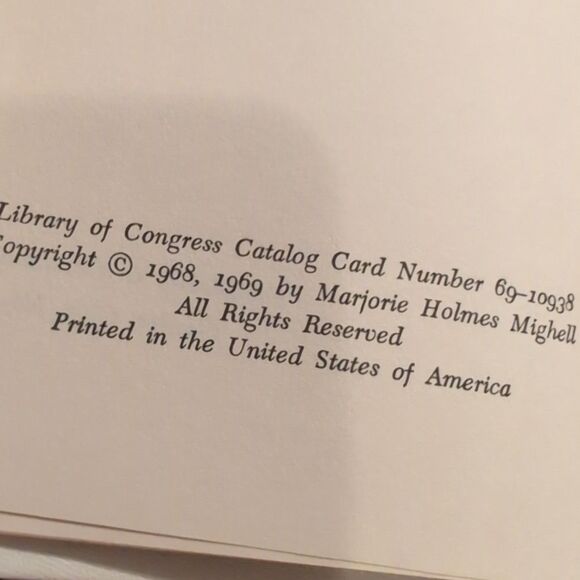 Library of Congress Catalog Card Number 69-10938
Copyright © 1968, 1969 by Marjorie Holmes Mighell
All Rights Reserved
Printed in the United States of America